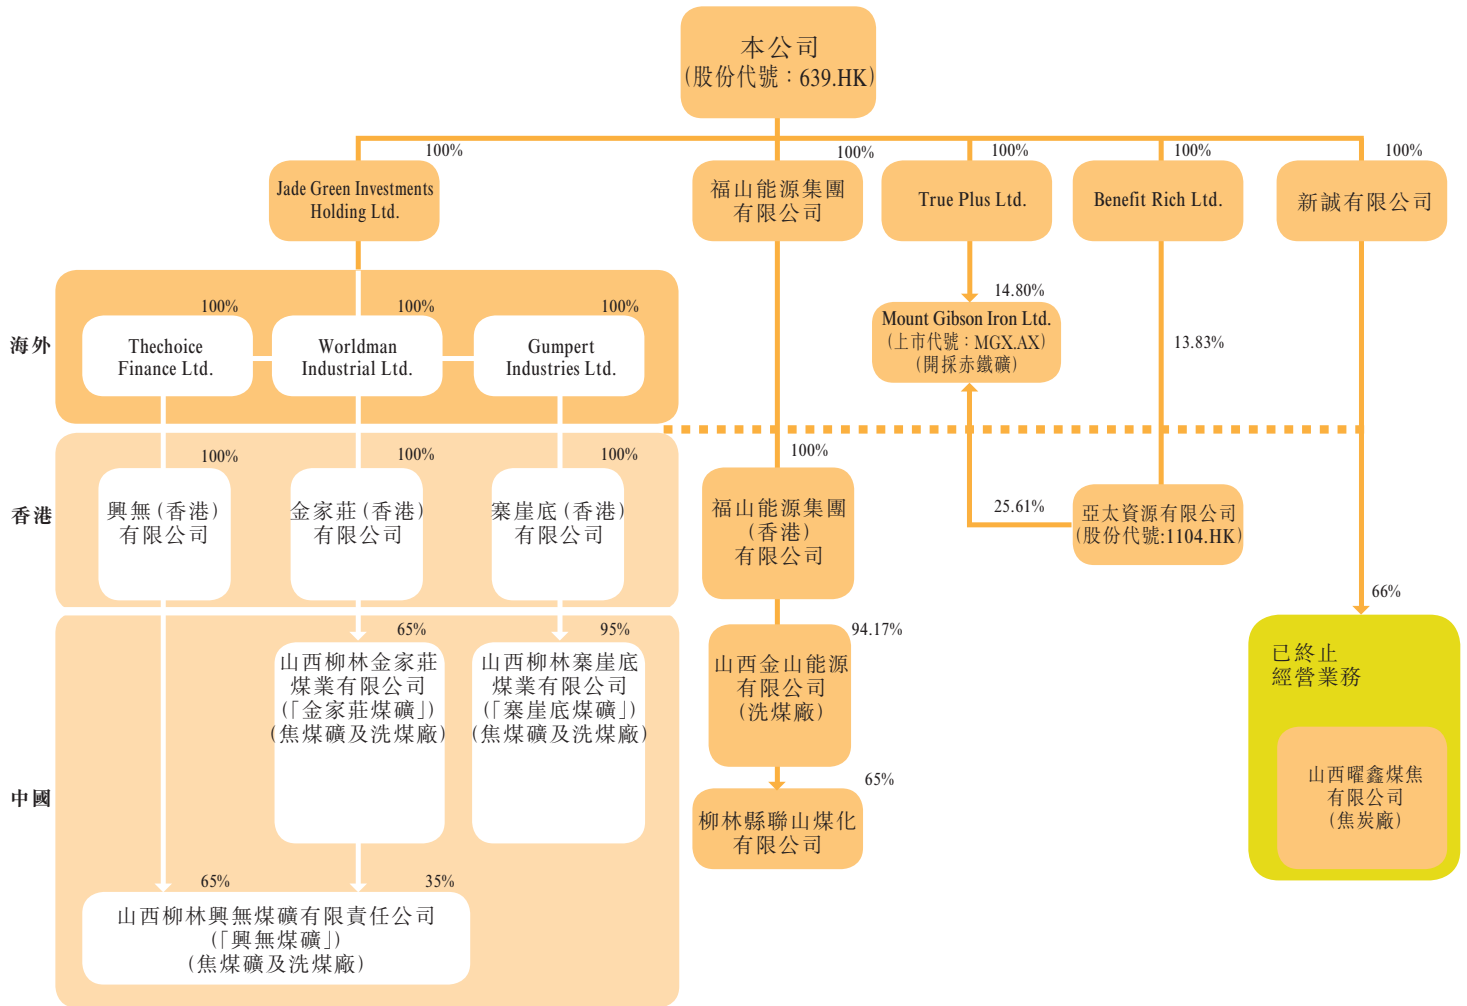 本公司
(股份代號：639.HK)
100%
100%
100%
100%
100%
Jade Green Investments
Holding Ltd.
福山能源集團
有限公司
True Plus Ltd.
Benefit Rich Ltd.
新誠有限公司
海外
100%
100%
100%
Thechoice
Finance Ltd.
Worldman
Industrial Ltd.
Gumpert
Industries Ltd.
14.80%
Mount Gibson Iron Ltd.
(上市代號：MGX.AX)
(開採赤鐵礦)
13.83%
香港
100%
100%
100%
100%
興無(香港)
有限公司
金家莊(香港)
有限公司
寨崖底(香港)
有限公司
福山能源集團
(香港)
有限公司
25.61%
亞太資源有限公司
(股份代號:1104.HK)
中國
65%
95%
94.17%
66%
山西柳林金家莊
煤業有限公司
(「金家莊煤礦」)
(焦煤礦及洗煤廠)
山西柳林寨崖底
煤業有限公司
(「寨崖底煤礦」)
(焦煤礦及洗煤廠)
山西金山能源
有限公司
(洗煤廠)
65%
柳林縣聯山煤化
有限公司
已終止
經營業務
山西曜鑫煤焦
有限公司
(焦炭廠)
65%
35%
山西柳林興無煤礦有限責任公司
(「興無煤礦」)
(焦煤礦及洗煤廠)